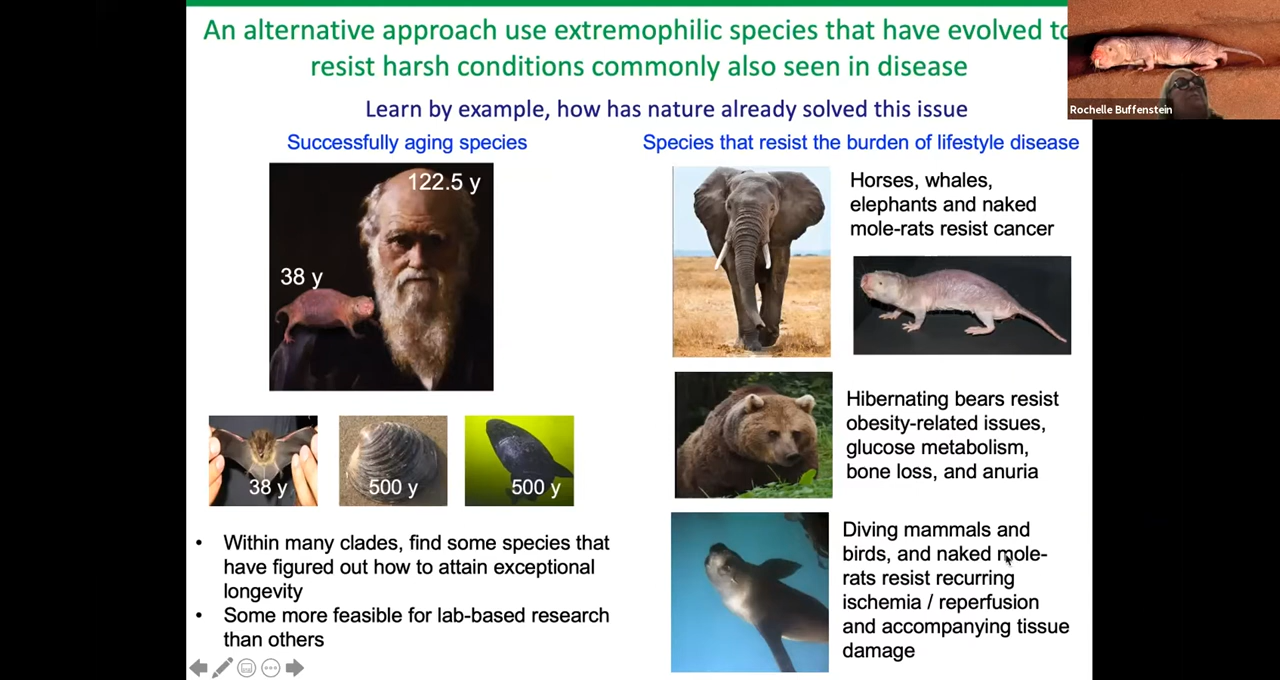 An alternative approach use extremophilic species that have evolved to
resist harsh conditions commonly also seen in disease
Rochelle Buffenstein
Learn by example, how has nature already solved this issue
Successfully aging species
122.5 y
38 y
38 y
500 y
500 y
• Within many clades, find some species that
have figured out how to attain exceptional
longevity
• Some more feasible for lab-based research
than others
Species that resist the burden of lifestyle disease
Horses, whales,
elephants and naked
mole-rats resist cancer
Hibernating bears resist
obesity-related issues,
glucose metabolism,
bone loss, and anuria
Diving mammals and
birds, and naked mole-
rats resist recurring
ischemia / reperfusion
and accompanying tissue
damage